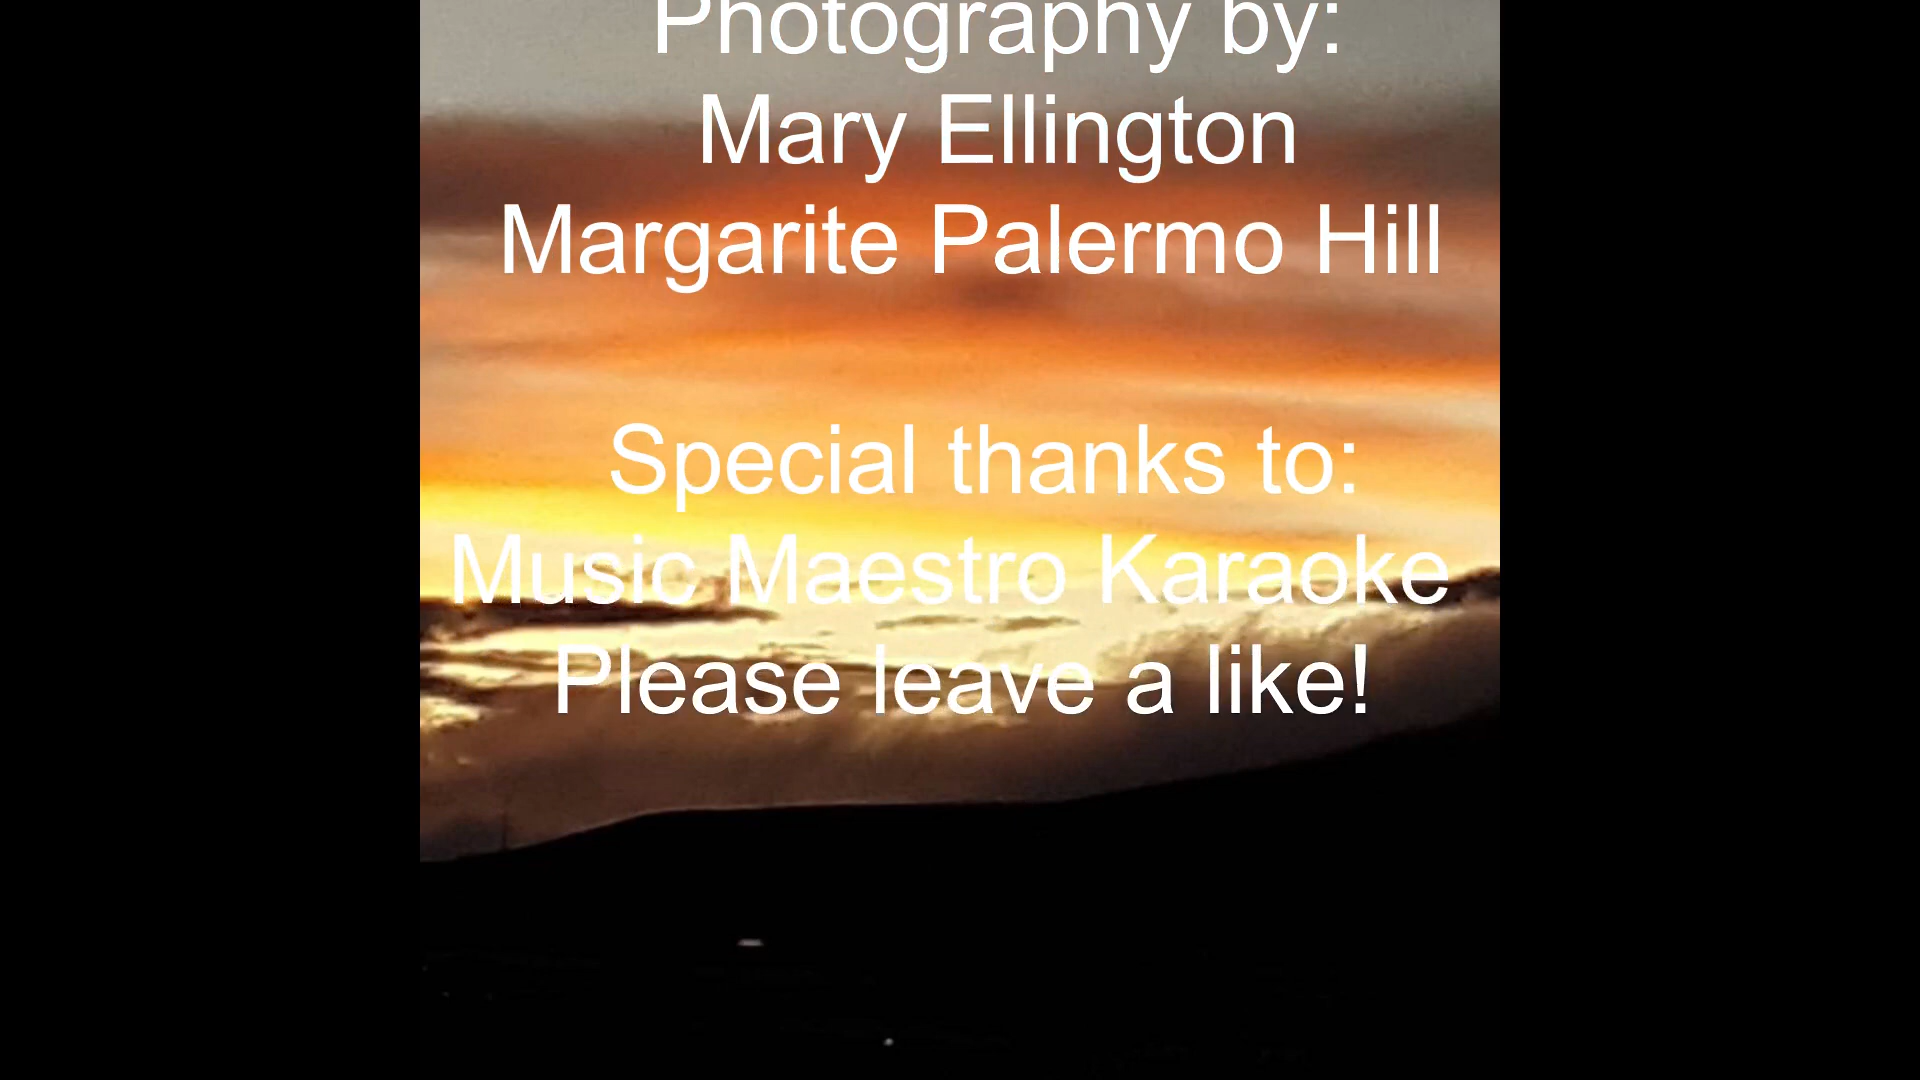 Photography by:
Mary Ellington
Margarite Palermo Hill
Special thanks to:
Music Maestro Karaoke
Please leave a like!